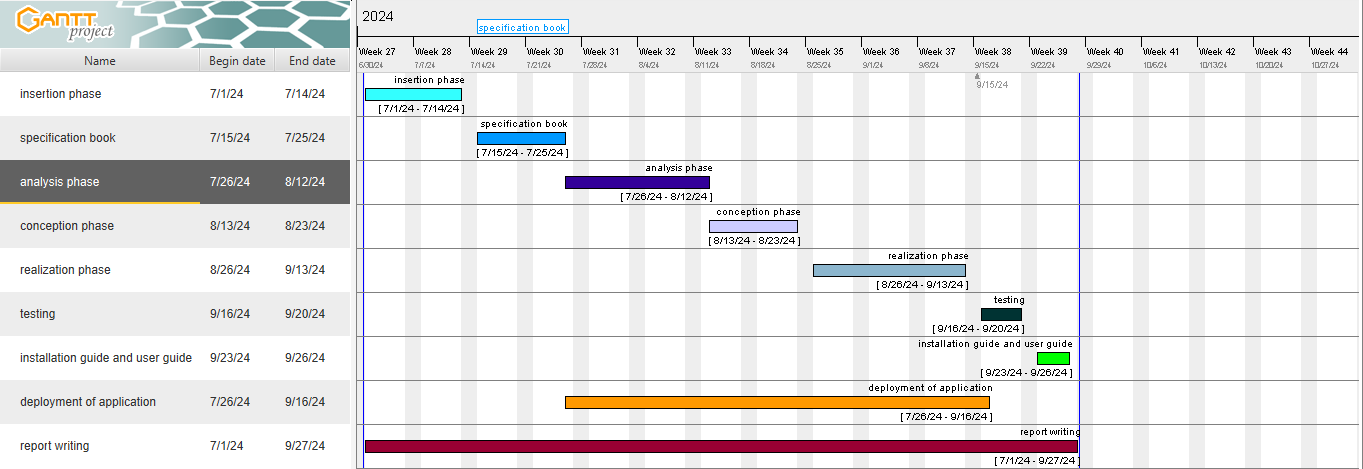 GANTT
project
2024
specification book
Week 27 Week 28 Week 29 Week 30 Week 31 Week 32 Week 33 Week 34 Week 35 Week 36 Week 37 Week 38 Week 39 Week 40 Week 41 Week 42 Week 43 Week 44
6/30/24 7/7/24 7/14/24 7/21/24 7/28/24 8/4/24 8/11/24 8/18/24 8/25/24 9/1/24 9/8/24 9/15/24 9/22/24 9/29/24 10/6/24 10/13/24 10/20/24 10/27/24
Name Begin date End date
9/15/24
insertion phase 7/1/24 7/14/24
insertion phase
[ 7/1/24 - 7/14/24 ]
specification book 7/15/24 7/25/24
specification book
[ 7/15/24 - 7/25/24 ]
analysis phase 7/26/24 8/12/24
analysis phase
[ 7/26/24 - 8/12/24 ]
conception phase 8/13/24 8/23/24
conception phase
[ 8/13/24 - 8/23/24 ]
realization phase 8/26/24 9/13/24
realization phase
[ 8/26/24 - 9/13/24 ]
testing 9/16/24 9/20/24
testing
[ 9/16/24 - 9/20/24 ]
installation guide and user guide 9/23/24 9/26/24
installation guide and user guide
[ 9/23/24 - 9/26/24 ]
deployment of application 7/26/24 9/16/24
deployment of application
[ 7/26/24 - 9/16/24 ]
report writing 7/1/24 9/27/24
report writing
[ 7/1/24 - 9/27/24 ]